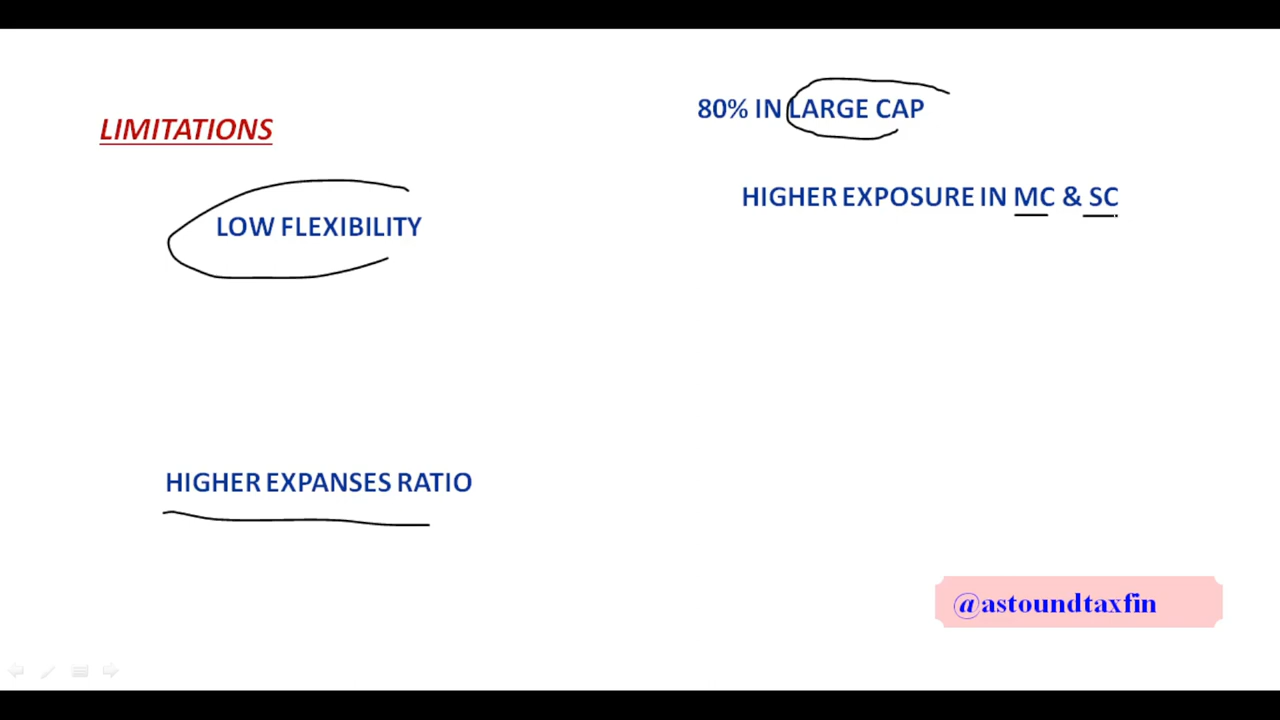 LIMITATIONS
LOW FLEXIBILITY
HIGHER EXPANSES RATIO
80% IN LARGE CAP
HIGHER EXPOSURE IN MC & SC
@astoundtaxfin